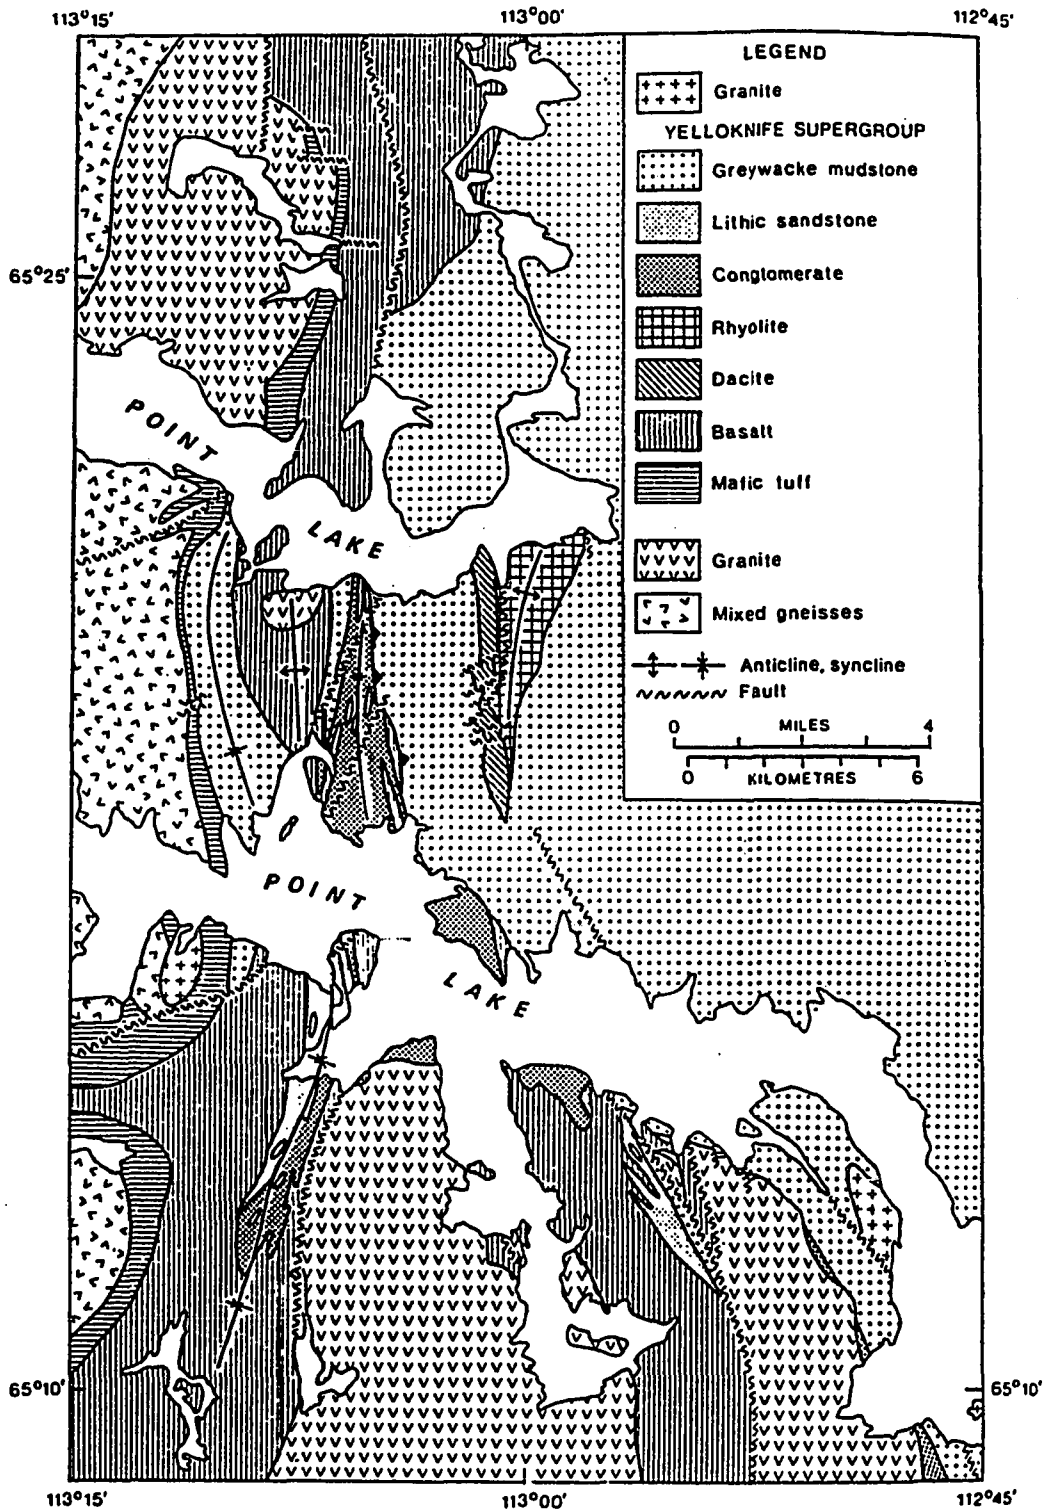 113°15'
113°00'
112°45'
LEGEND
Granite
YELLOKNIFE SUPERGROUP
Greywacke mudstone
Lithic sandstone
Conglomerate
Rhyolite
Dacite
Basalt
Mafic tuff
Granite
Mixed gneisses
Anticline, syncline
Fault
0 MILES 4
0 KILOMETRES 6
65°25'
POINT
LAKE
POINT
LAKE
65°10'
65°10'
113°15'
113°00'
112°45'